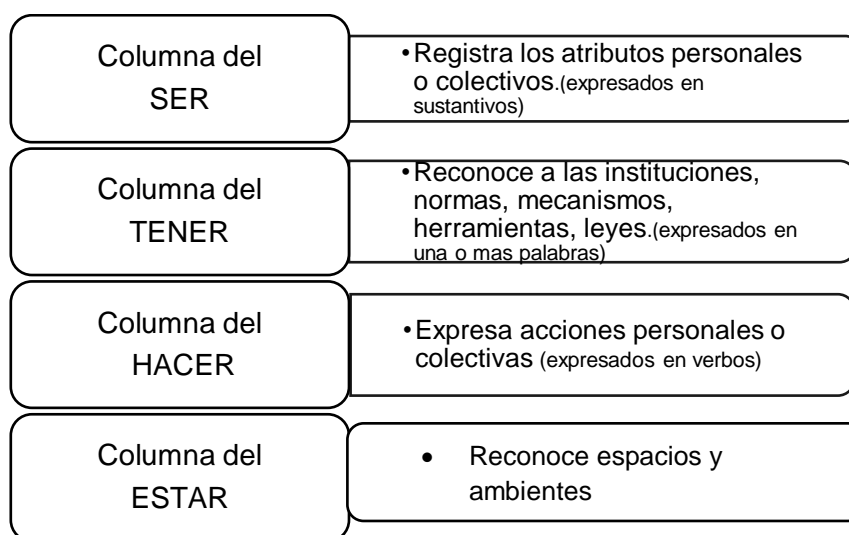 Columna del
SER
•Registra los atributos personales
o colectivos.(expresados en
sustantivos)
Columna del
TENER
•Reconoce a las instituciones,
normas, mecanismos,
herramientas, leyes.(expresados en
una o mas palabras)
Columna del
HACER
•Expresa acciones personales o
colectivas (expresados en verbos)
Columna del
ESTAR
• Reconoce espacios y
ambientes